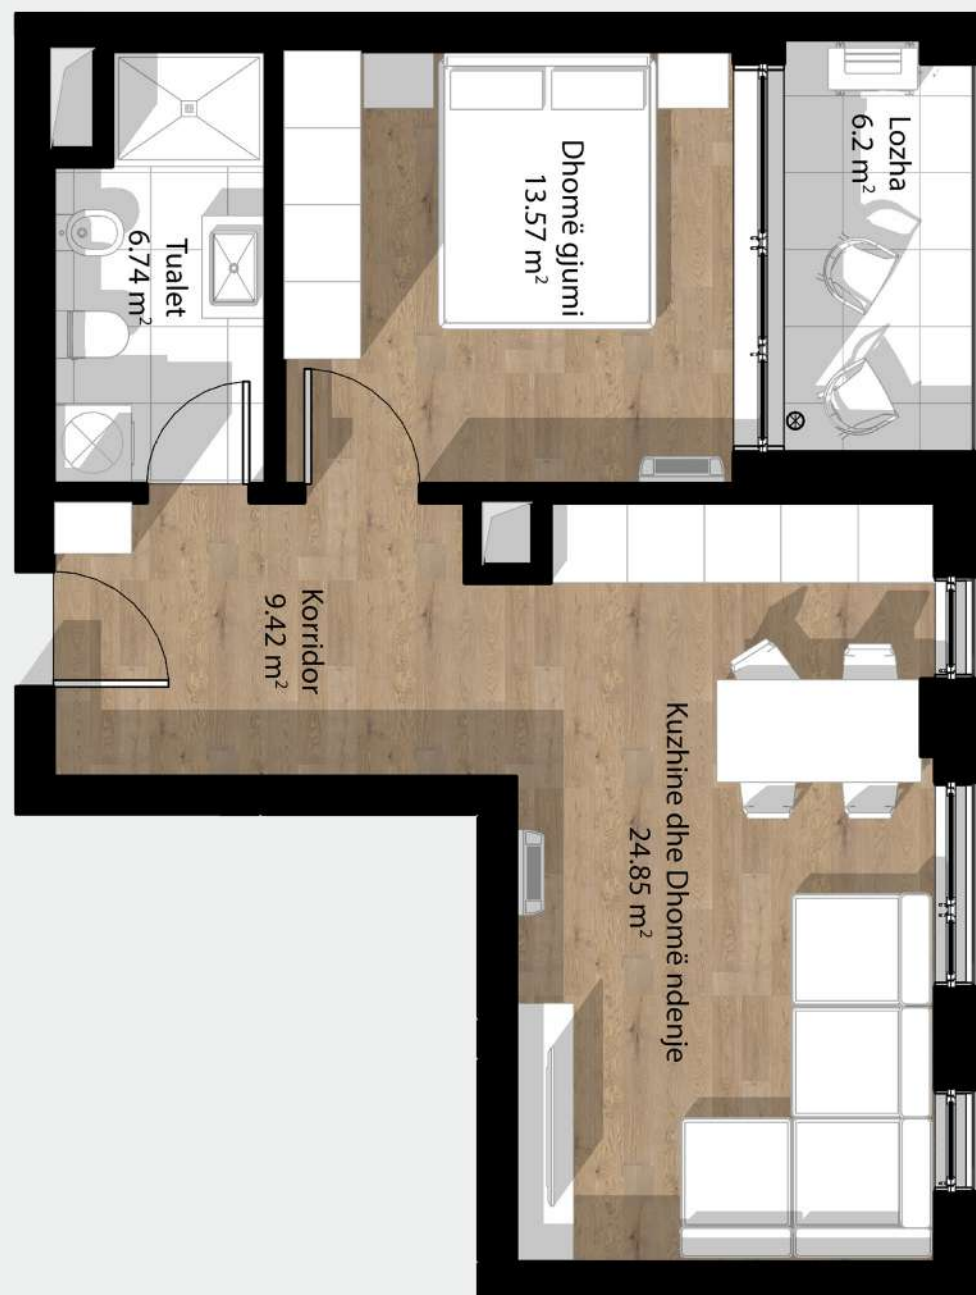 Lozha
6.2 m²
Dhomë gjumi
13.57 m²
Tualet
6.74 m²
Korridor
9.42 m²
Kuzhine dhe Dhomë ndenje
24.85 m²